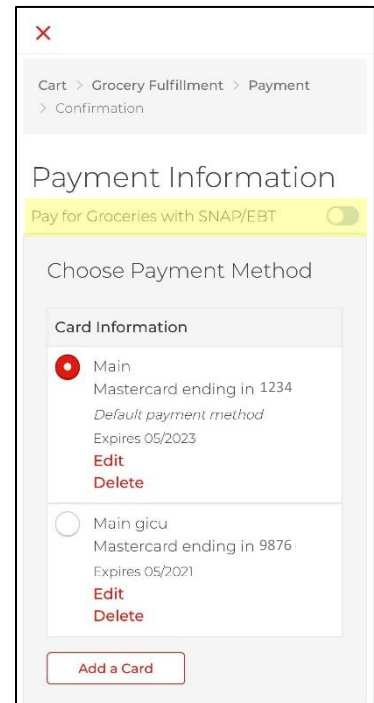 Cart > Grocery Fulfillment > Payment
> Confirmation
Payment Information
Pay for Groceries with SNAP/EBT
Choose Payment Method
Card Information
Main
Mastercard ending in 1234
Default payment method
Expires 05/2023
Edit
Delete
Main gicu
Mastercard ending in 9876
Expires 05/2021
Edit
Delete
Add a Card